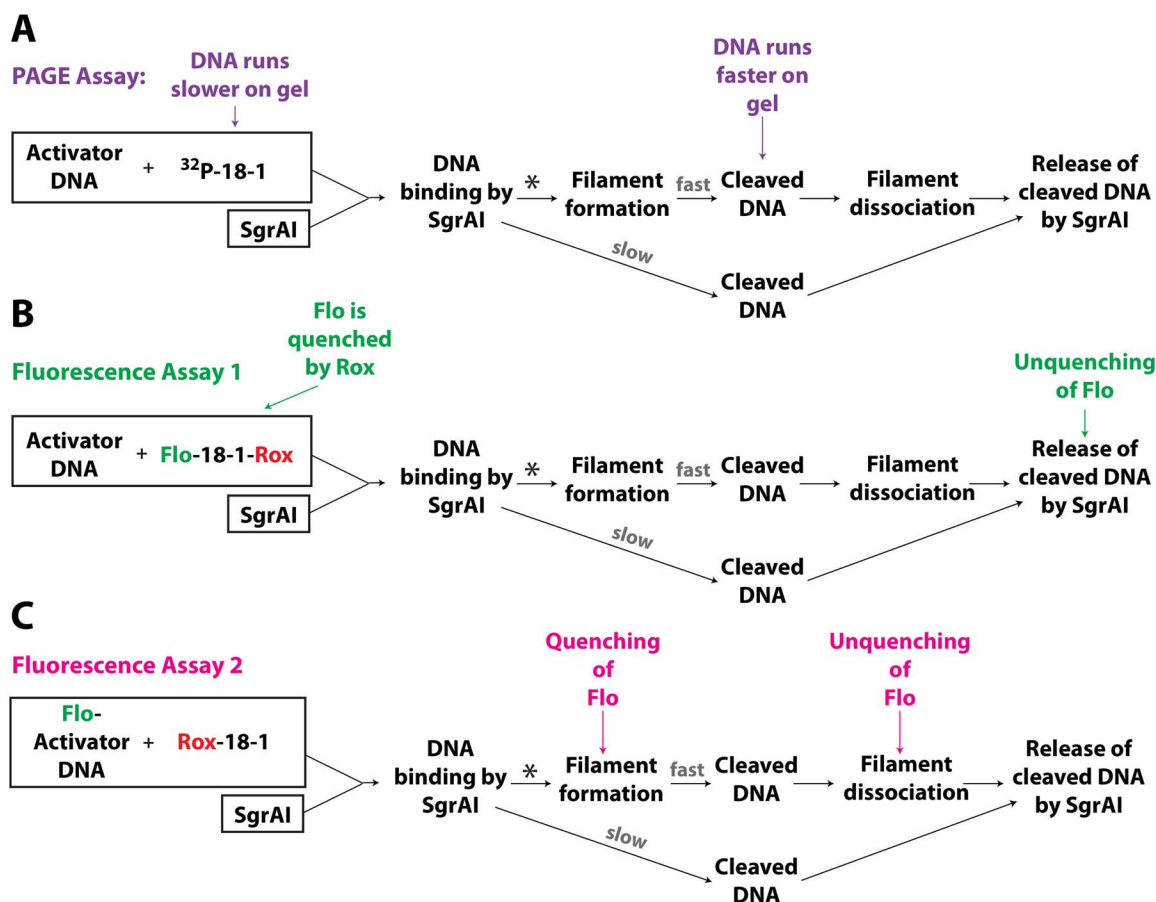 A
PAGE Assay:
DNA runs
slower on gel
DNA runs
faster on
gel
Activator
DNA
+
³²P-18-1
SgrAI
DNA
binding by
SgrAI
*
Filament
formation
fast
Cleaved
DNA
Filament
dissociation
Release of
cleaved DNA
by SgrAI
slow
Cleaved
DNA
B
Fluorescence Assay 1
Flo is
quenched
by Rox
Unquenching
of Flo
Activator
DNA
+
Flo-18-1-Rox
SgrAI
DNA
binding by
SgrAI
*
Filament
formation
fast
Cleaved
DNA
Filament
dissociation
Release of
cleaved DNA
by SgrAI
slow
Cleaved
DNA
C
Fluorescence Assay 2
Quenching
of
Flo
Unquenching
of
Flo
Flo-
Activator
DNA
+
Rox-18-1
SgrAI
DNA
binding by
SgrAI
*
Filament
formation
fast
Cleaved
DNA
Filament
dissociation
Release of
cleaved DNA
by SgrAI
slow
Cleaved
DNA